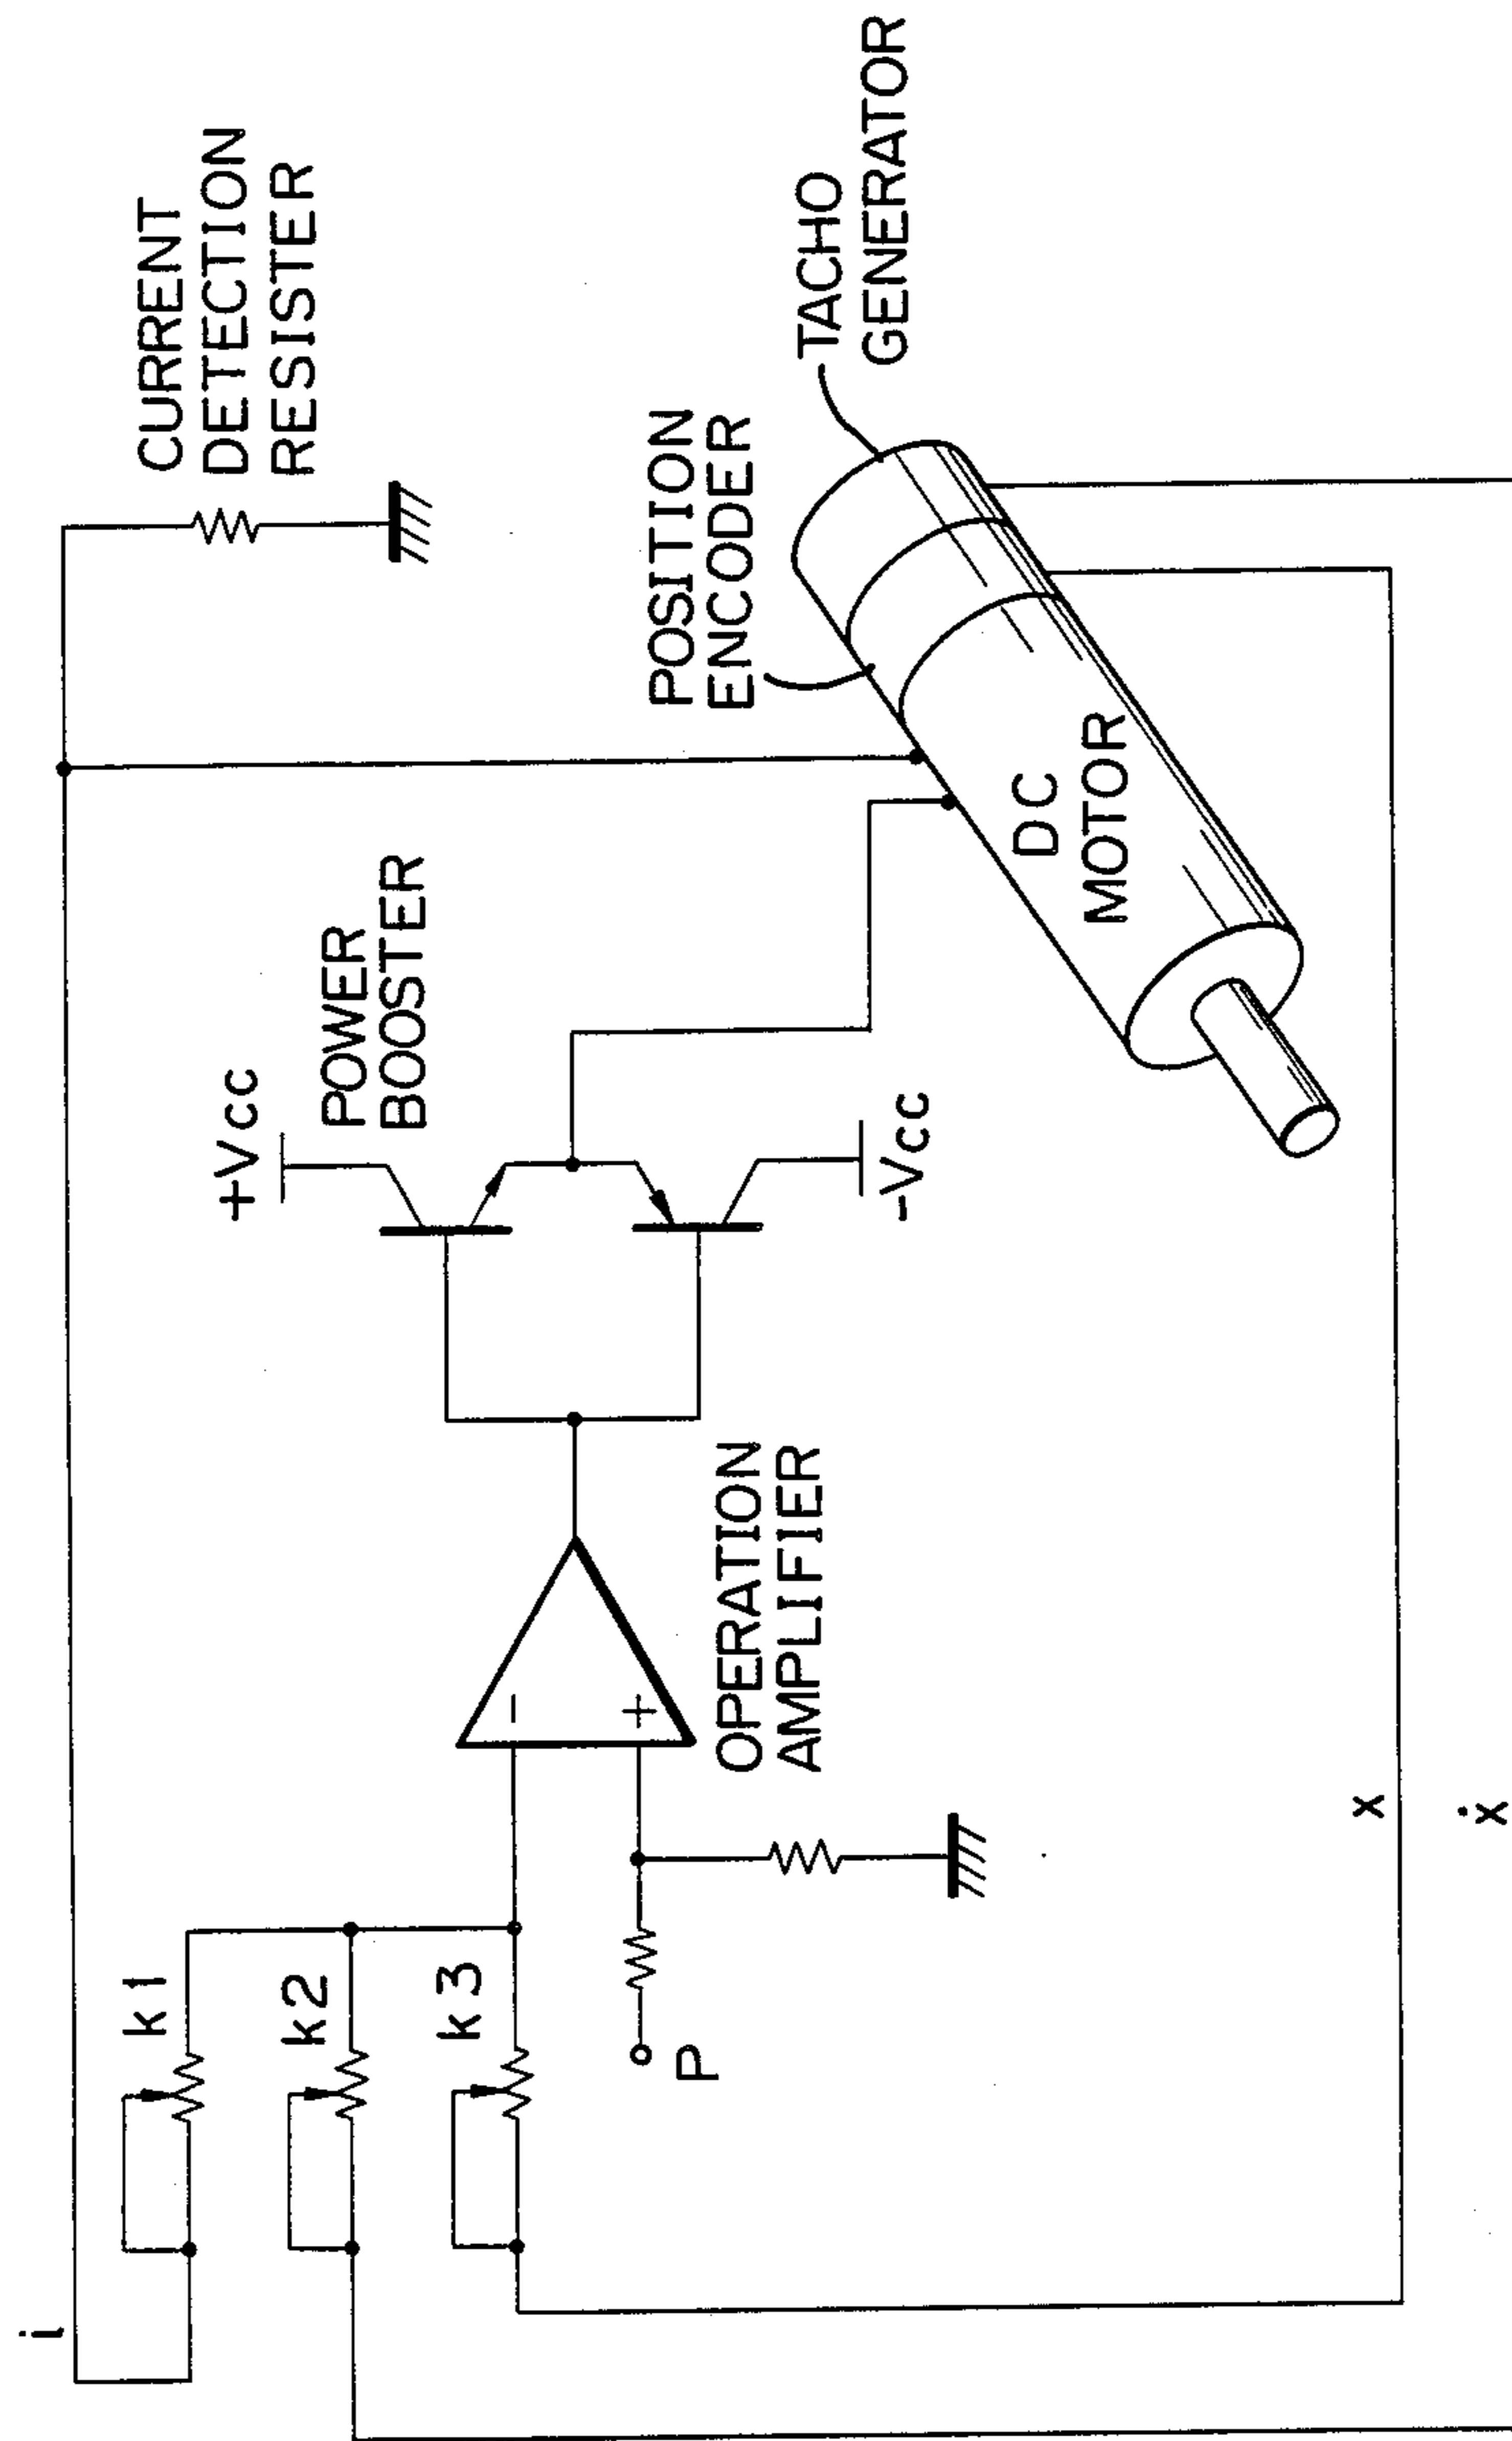 i
k1
k2
k3
P
−
+
OPERATION
AMPLIFIER
+Vcc
-Vcc
POWER
BOOSTER
CURRENT
DETECTION
RESISTER
POSITION
ENCODER
TACHO
GENERATOR
DC
MOTOR
x
ẋ